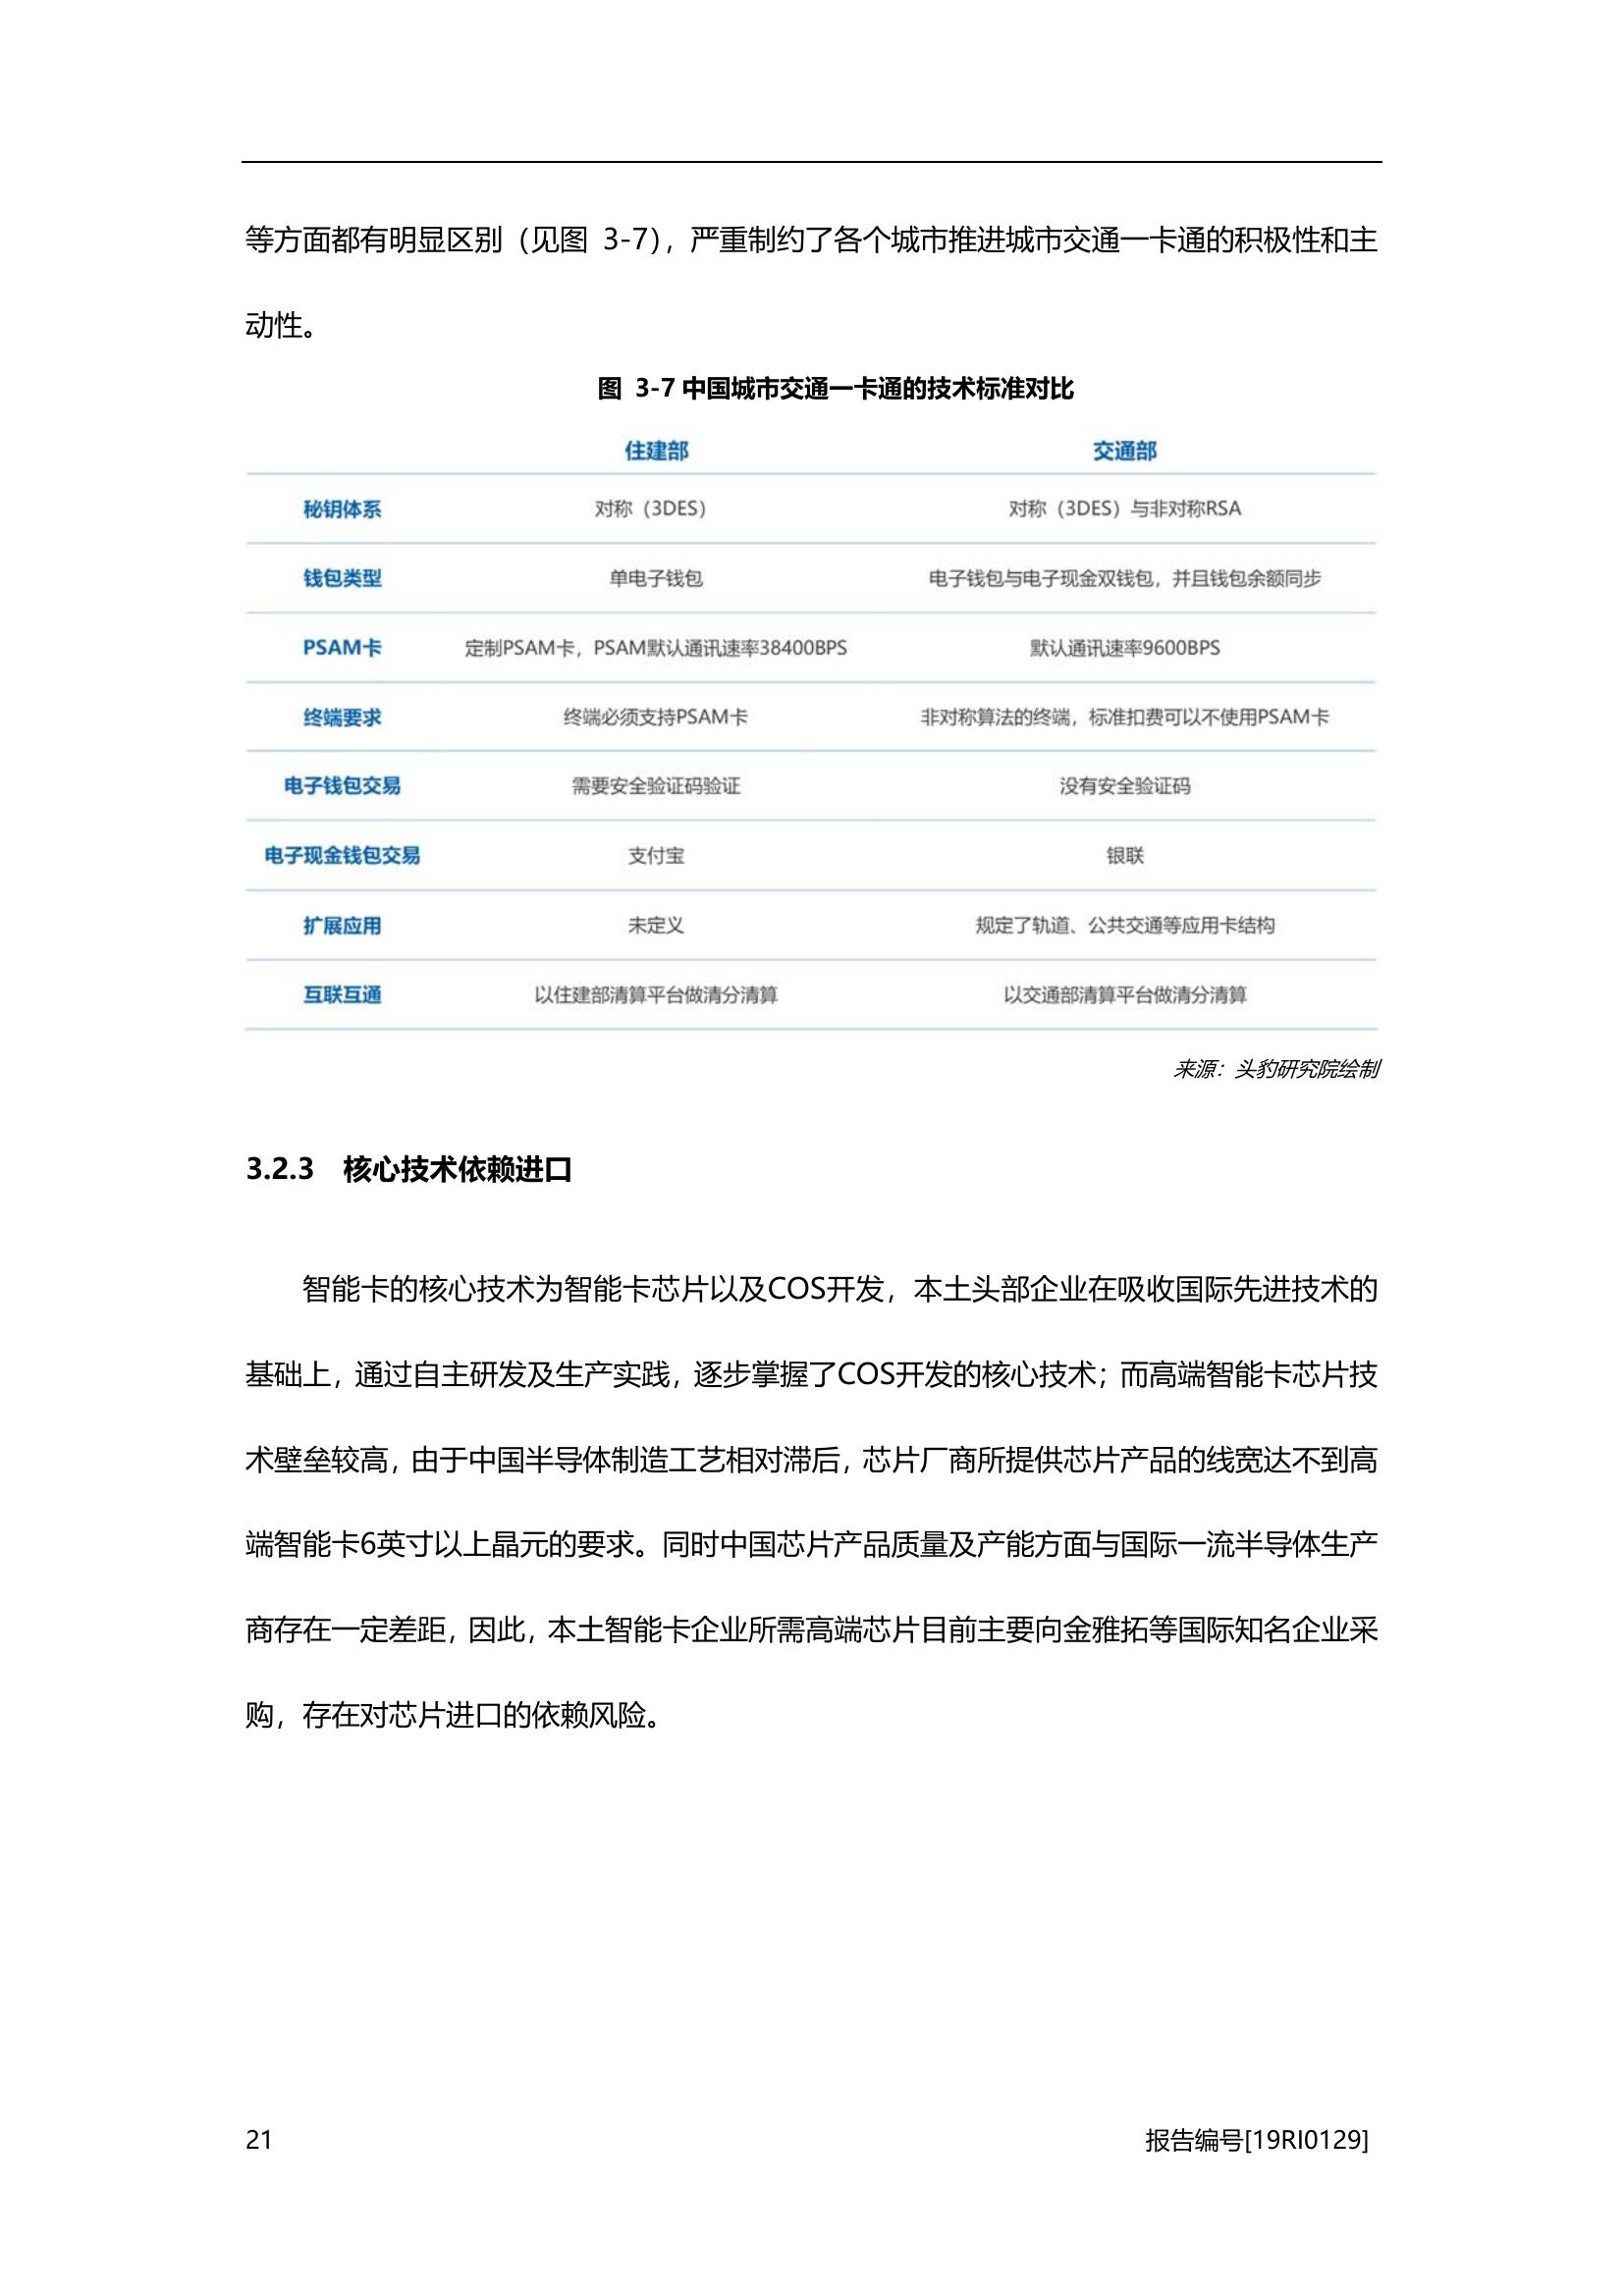 等方面都有明显区别（见图 3-7），严重制约了各个城市推进城市交通一卡通的积极性和主
动性。
图 3-7 中国城市交通一卡通的技术标准对比
住建部 交通部
秘钥体系 对称（3DES） 对称（3DES）与非对称RSA
钱包类型 单电子钱包 电子钱包与电子现金双钱包，并且钱包余额同步
PSAM卡 定制PSAM卡，PSAM默认通讯速率38400BPS 默认通讯速率9600BPS
终端要求 终端必须支持PSAM卡 非对称算法的终端，标准扣费可以不使用PSAM卡
电子钱包交易 需要安全验证码验证 没有安全验证码
电子现金钱包交易 支付宝 银联
扩展应用 未定义 规定了轨道、公共交通等应用卡结构
互联互通 以住建部清算平台做清分清算 以交通部清算平台做清分清算
来源：头豹研究院绘制
3.2.3 核心技术依赖进口
智能卡的核心技术为智能卡芯片以及COS开发，本土头部企业在吸收国际先进技术的
基础上，通过自主研发及生产实践，逐步掌握了COS开发的核心技术；而高端智能卡芯片技
术壁垒较高，由于中国半导体制造工艺相对滞后，芯片厂商所提供芯片产品的线宽达不到高
端智能卡6英寸以上晶元的要求。同时中国芯片产品质量及产能方面与国际一流半导体生产
商存在一定差距，因此，本土智能卡企业所需高端芯片目前主要向金雅拓等国际知名企业采
购，存在对芯片进口的依赖风险。
21 报告编号[19RI0129]